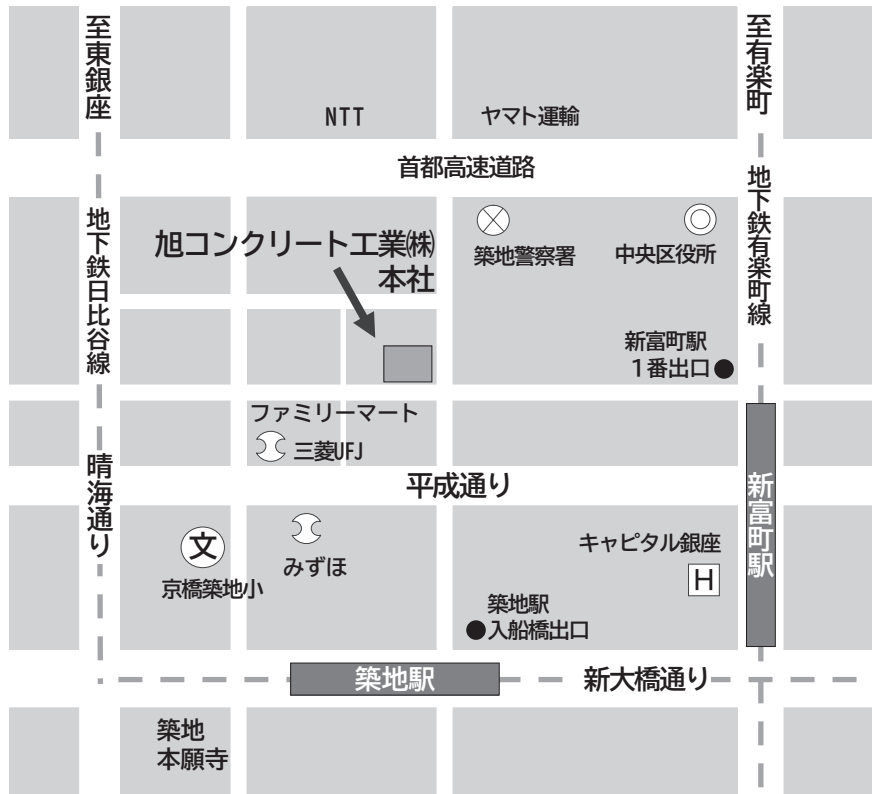 至東銀座
至有楽町
NTT
ヤマト運輸
首都高速道路
地下鉄日比谷線
地下鉄有楽町線
旭コンクリート工業㈱
本社
築地警察署
中央区役所
新富町駅
1番出口
ファミリーマート
三菱UFJ
晴海通り
平成通り
新富町駅
文
京橋築地小
みずほ
キャピタル銀座
H
築地駅
入船橋出口
築地駅
新大橋通り
築地
本願寺